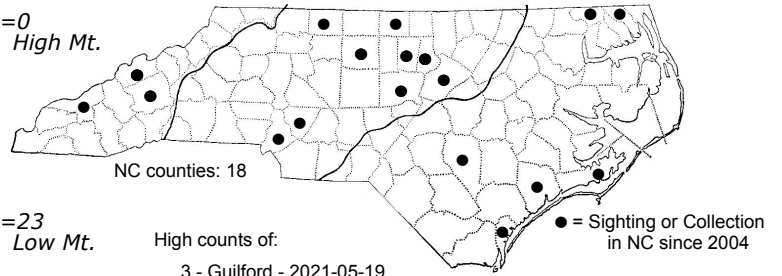 =0
High Mt.
NC counties: 18
=23
Low Mt.
High counts of:
3 - Guilford - 2021-05-19
● = Sighting or Collection
in NC since 2004